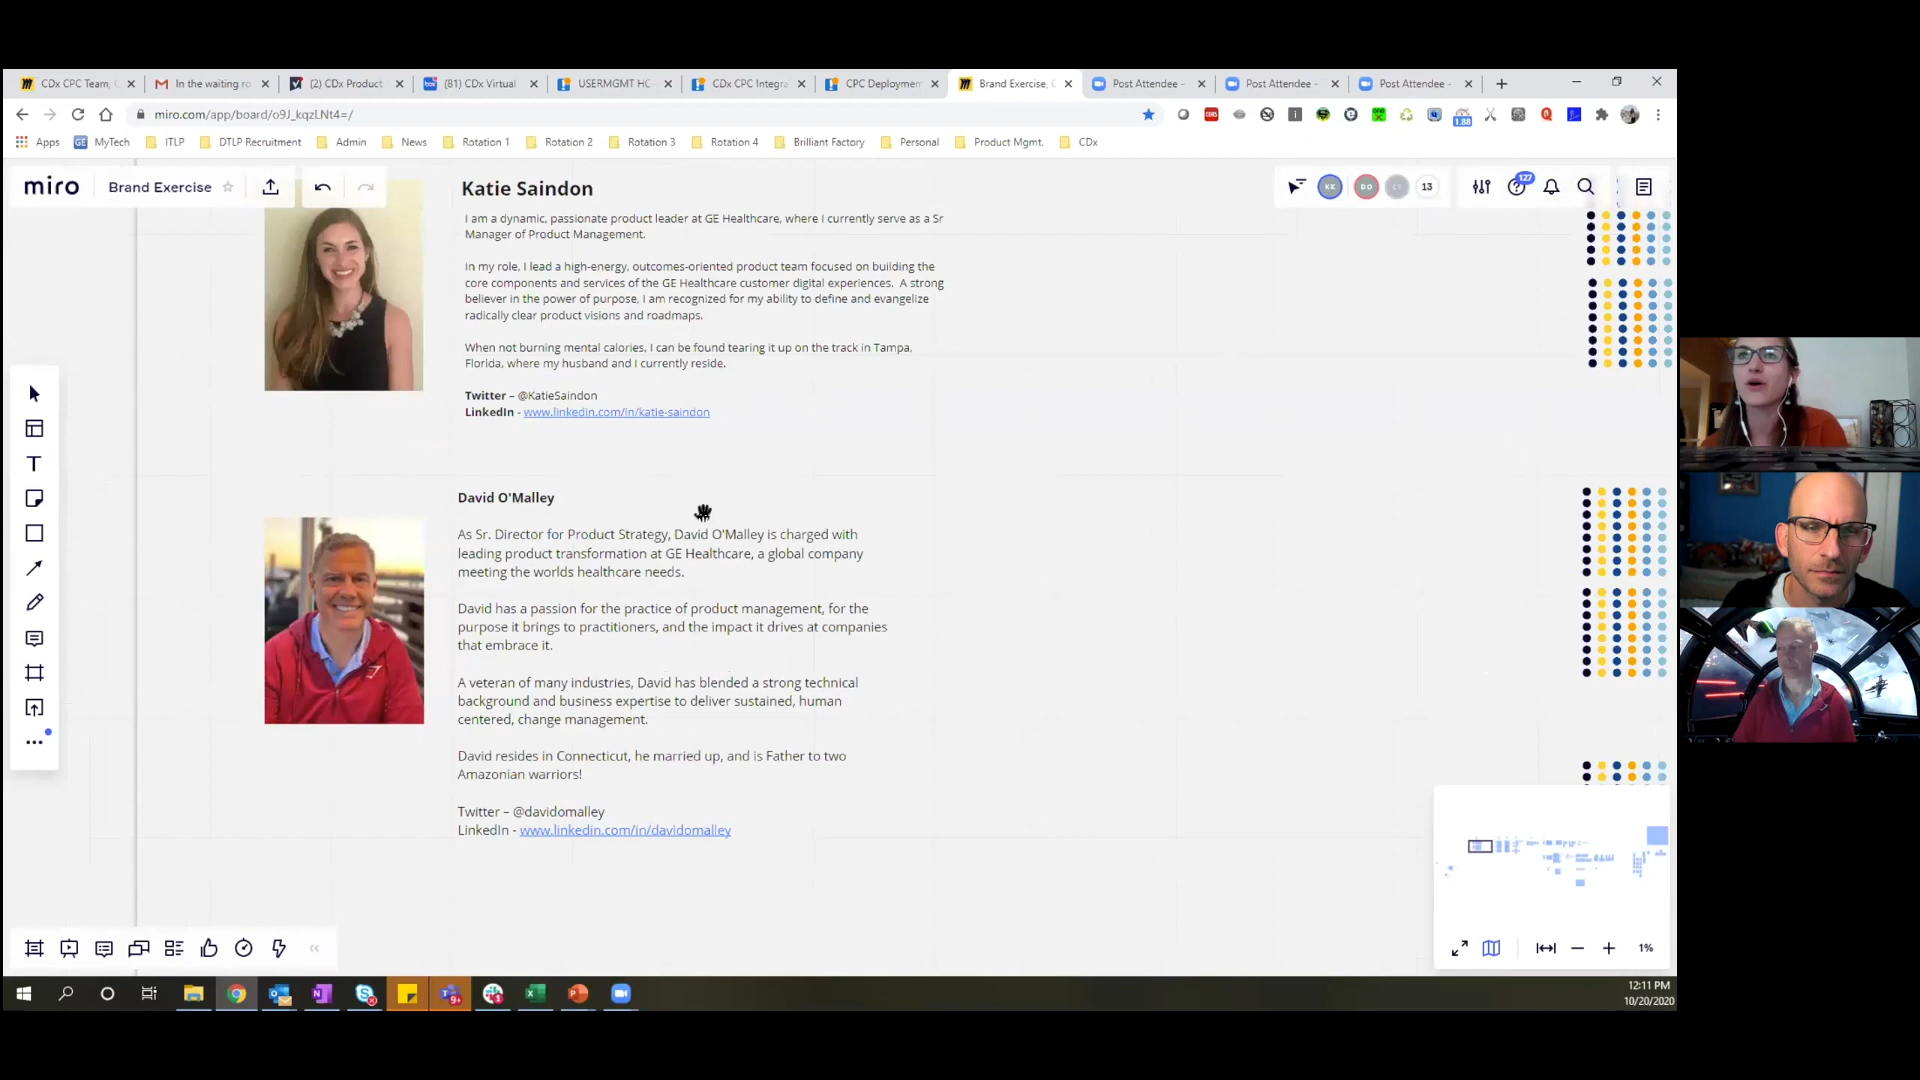 CDx CPC Team, C
In the waiting ro
(2) CDx Product
(81) CDx Virtual
USERMGMT HC
CDx CPC Integra
CPC Deploymen
Brand Exercise, C
Post Attendee -
Post Attendee -
Post Attendee -
miro.com/app/board/o9J_kqzLNt4=/
Apps
MyTech
ITLP
DTLP Recruitment
Admin
News
Rotation 1
Rotation 2
Rotation 3
Rotation 4
Brilliant Factory
Personal
Product Mgmt.
CDx
miro
Brand Exercise
13
127
Katie Saindon
I am a dynamic, passionate product leader at GE Healthcare, where I currently serve as a Sr
Manager of Product Management.
In my role, I lead a high-energy, outcomes-oriented product team focused on building the
core components and services of the GE Healthcare customer digital experiences. A strong
believer in the power of purpose, I am recognized for my ability to define and evangelize
radically clear product visions and roadmaps.
When not burning mental calories, I can be found tearing it up on the track in Tampa,
Florida, where my husband and I currently reside.
Twitter – @KatieSaindon
LinkedIn - www.linkedin.com/in/katie-saindon
David O'Malley
As Sr. Director for Product Strategy, David O'Malley is charged with
leading product transformation at GE Healthcare, a global company
meeting the worlds healthcare needs.
David has a passion for the practice of product management, for the
purpose it brings to practitioners, and the impact it drives at companies
that embrace it.
A veteran of many industries, David has blended a strong technical
background and business expertise to deliver sustained, human
centered, change management.
David resides in Connecticut, he married up, and is Father to two
Amazonian warriors!
Twitter – @davidomalley
LinkedIn - www.linkedin.com/in/davidomalley
1%
12:11 PM
10/20/2020